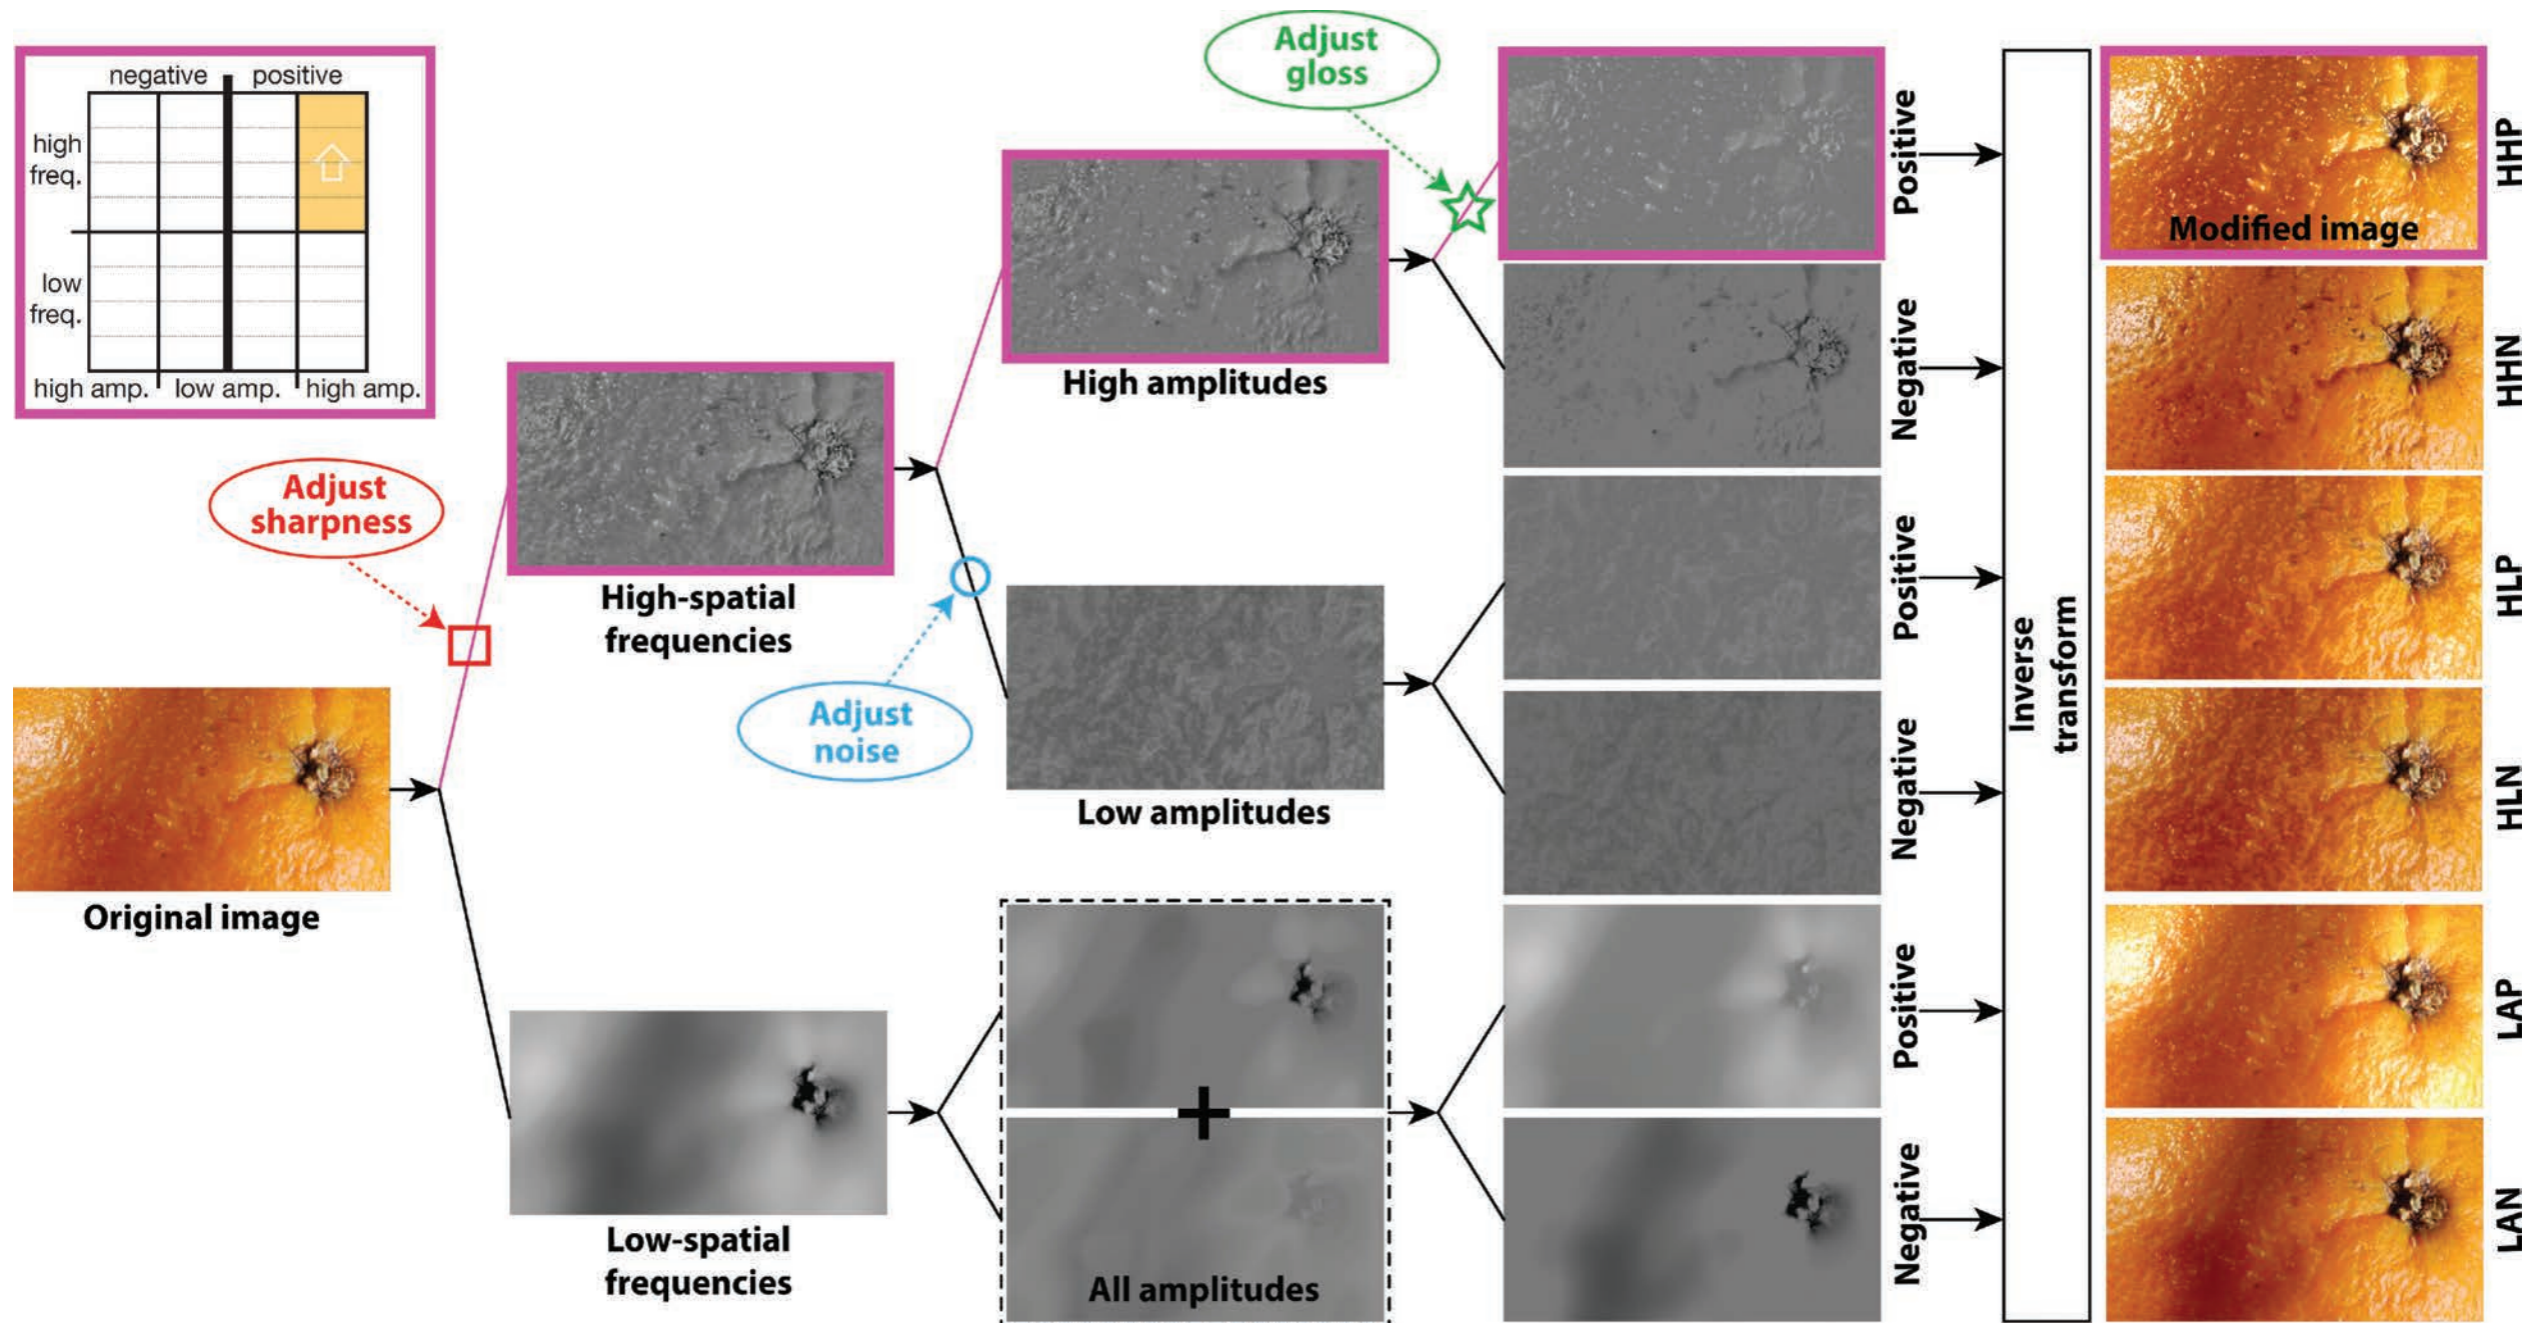 negative positive
high
freq.
low
freq.
high amp. low amp. high amp.
Adjust
sharpness
Original image
High-spatial
frequencies
Adjust
noise
Low-spatial
frequencies
High amplitudes
Low amplitudes
All amplitudes
Adjust
gloss
Positive
Negative
Positive
Negative
Positive
Negative
Inverse
transform
Modified image
HHP
HHN
HLP
HLN
LAP
LAN